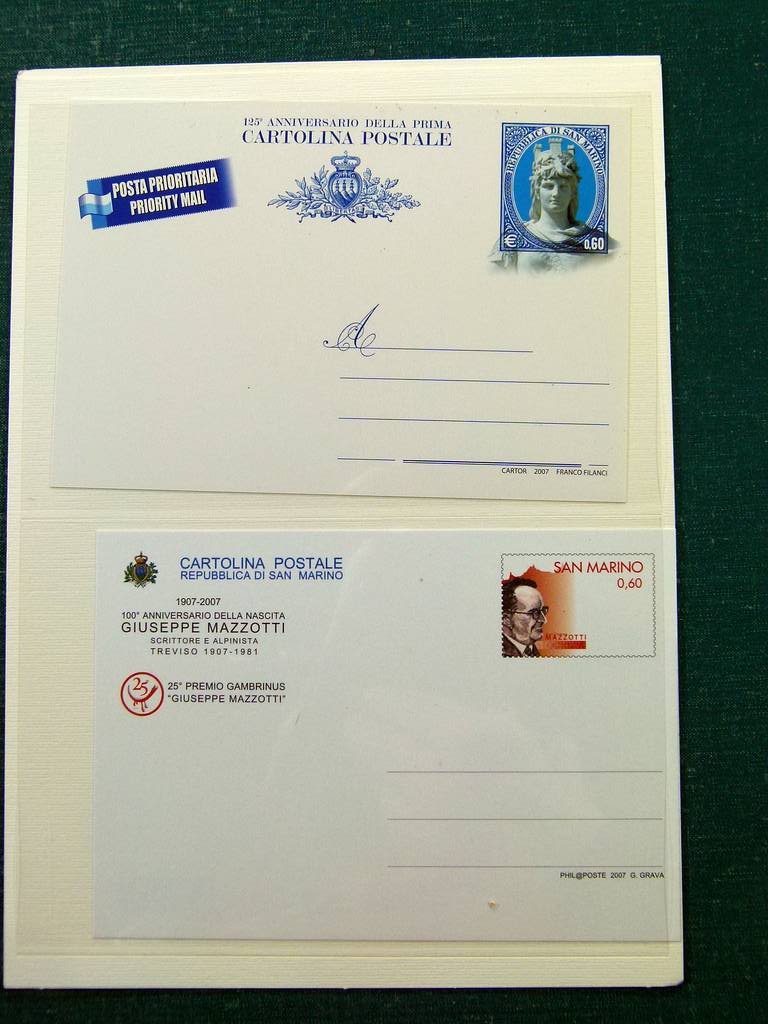 125° ANNIVERSARIO DELLA PRIMA
CARTOLINA POSTALE
POSTA PRIORITARIA
PRIORITY MAIL
REPUBBLICA DI SAN MARINO
€ 0.60
A
CARTOR 2007 FRANCO FILANCI
CARTOLINA POSTALE
REPUBBLICA DI SAN MARINO
1907-2007
100° ANNIVERSARIO DELLA NASCITA
GIUSEPPE MAZZOTTI
SCRITTORE E ALPINISTA
TREVISO 1907-1981
25
25° PREMIO GAMBRINUS
"GIUSEPPE MAZZOTTI"
SAN MARINO
0,60
MAZZOTTI
PHIL@POSTE 2007 G. GRAVA